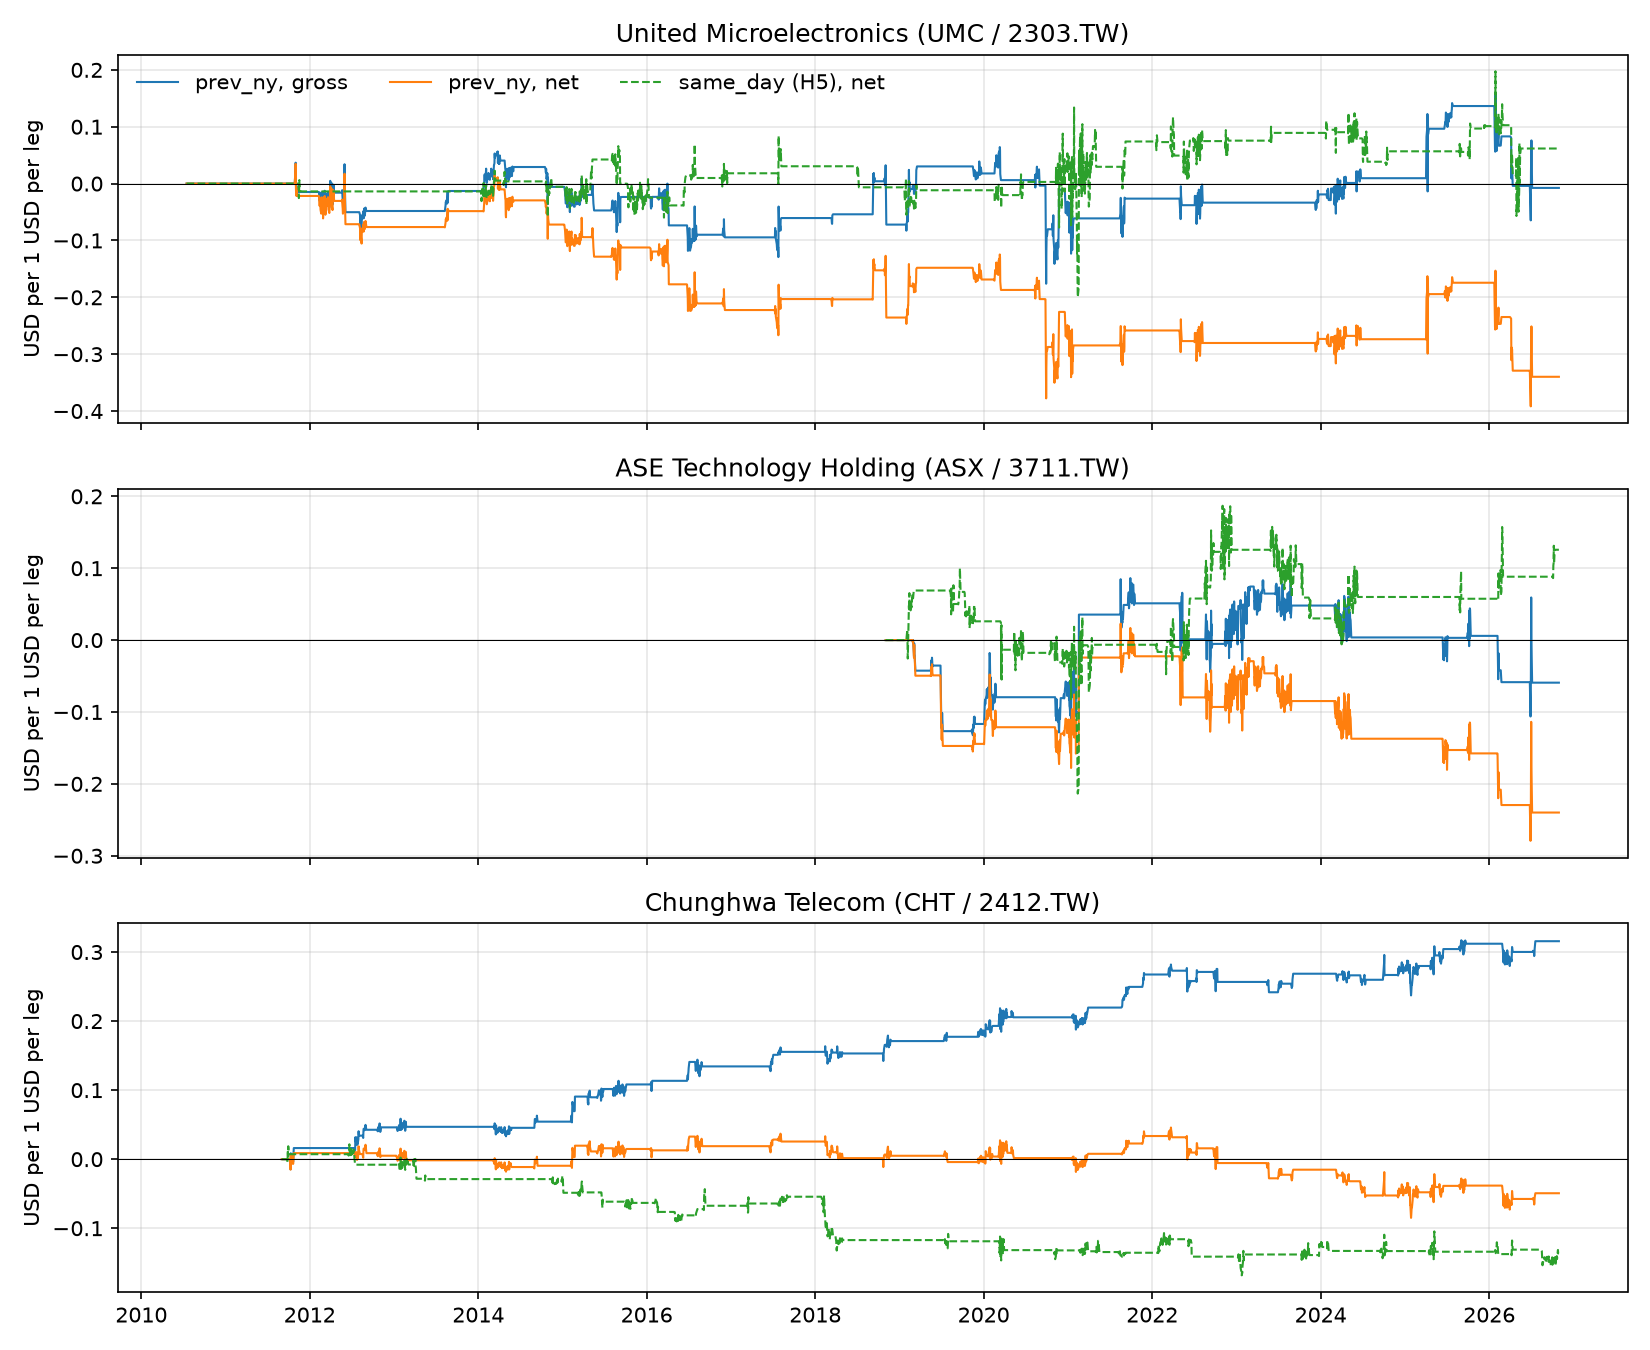 United Microelectronics (UMC / 2303.TW)
prev_ny, gross
prev_ny, net
same_day (H5), net
USD per 1 USD per leg
0.2
0.1
0.0
−0.1
−0.2
−0.3
−0.4
ASE Technology Holding (ASX / 3711.TW)
USD per 1 USD per leg
0.2
0.1
0.0
−0.1
−0.2
−0.3
Chunghwa Telecom (CHT / 2412.TW)
USD per 1 USD per leg
0.3
0.2
0.1
0.0
−0.1
2010 2012 2014 2016 2018 2020 2022 2024 2026